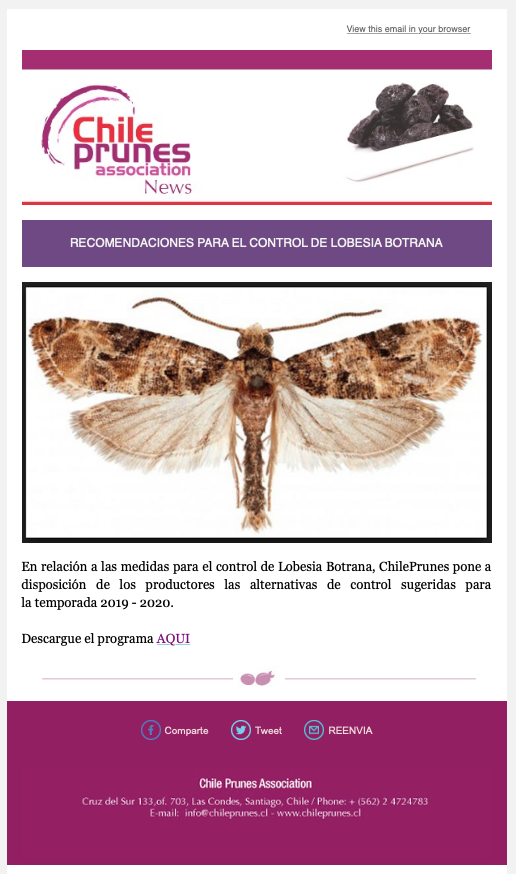 View this email in your browser
Chile
prunes
association
News
RECOMENDACIONES PARA EL CONTROL DE LOBESIA BOTRANA
En relación a las medidas para el control de Lobesia Botrana, ChilePrunes pone a
disposición de los productores las alternativas de control sugeridas para
la temporada 2019 - 2020.
Descargue el programa AQUI
Comparte Tweet REENVIA
Chile Prunes Association
Cruz del Sur 133,of. 703, Las Condes, Santiago, Chile / Phone: + (562) 2 4724783
E-mail: info@chileprunes.cl - www.chileprunes.cl